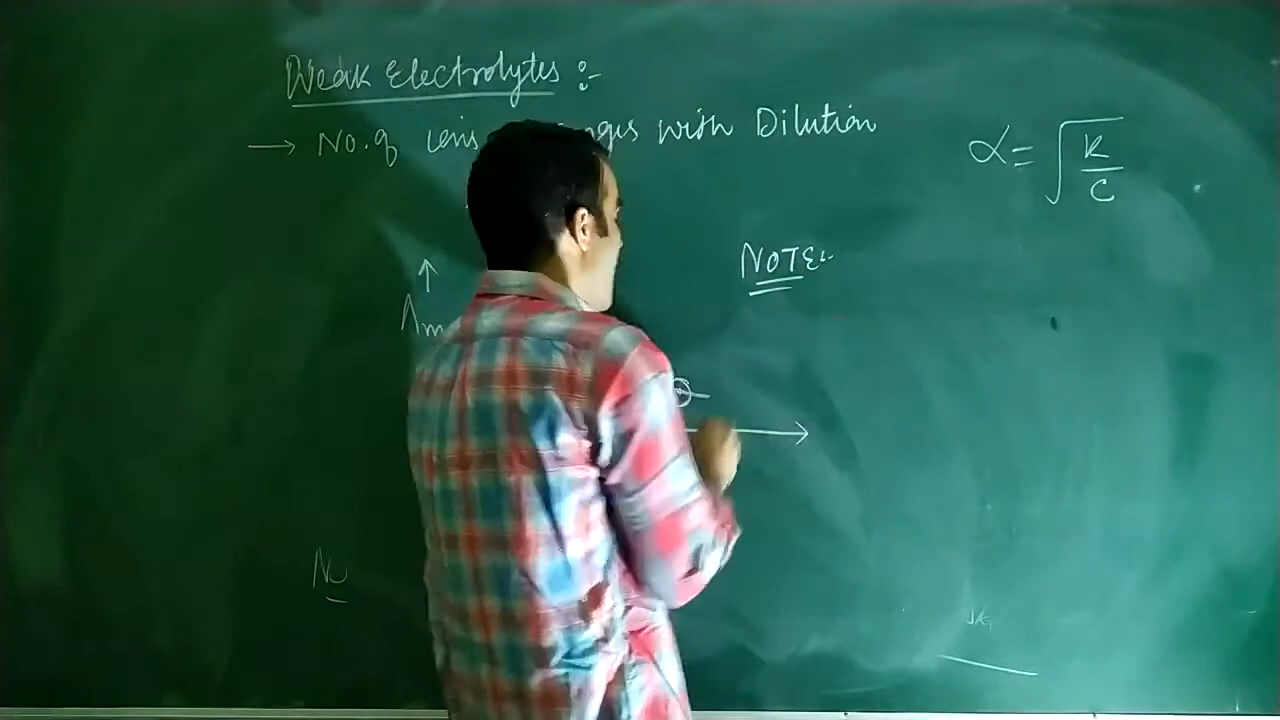 Weak Electrolytes :-
→ No. of ions changes with Dilution
α = √(K/C)
NOTE:-
↑
Λm